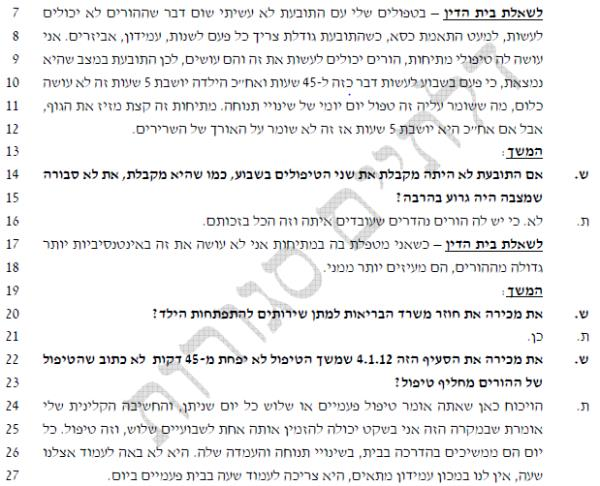 7 לשאלת בית הדין – בטפולים שלי עם התובעת לא עשיתי שום דבר שההורים לא יכולים
8 לעשות, למעט התאמת כסא, כשהתובעת גודלת צריך כל פעם לשנות, עמידון, אביזרים. אני
9 עושה לה טיפולי מתיחות, הורים יכולים לעשות את זה והם עושים, לכן התובעת במצב שהיא
10 נמצאת, כי פעם בשבוע לעשות דבר כזה ל-45 שעות ואח״כ הילדה יושבת 5 שעות זה לא עושה
11 כלום, מה ששומר עליה זה טפול יום יומי של שינויי תנוחה. מתיחות זה קצת מזיז את הגוף,
12 אבל אם אח״כ היא יושבת 5 שעות אז זה לא שומר על האורך של השרירים.
13 המשך:
14 ש. אם התובעת לא היתה מקבלת את שני הטיפולים בשבוע, כמו שהיא מקבלת, את לא סבורה
15 שמצבה היה גרוע בהרבה?
16 ת. לא. כי יש לה הורים נהדרים שעובדים איתה וזה הכל בזכותם.
17 לשאלת בית הדין – כשאני מטפלת בה במתיחות אני לא עושה את זה באינטנסיביות יותר
18 גדולה מההורים, הם מעיזים יותר ממני.
19 המשך:
20 ש. את מכירה את חוזר משרד הבריאות למתן שירותים להתפתחות הילד?
21 ת. כן.
22 ש. את מכירה את הסעיף הזה 4.1.12 שמשך הטיפול לא יפחת מ-45 דקות לא כתוב שהטיפול
23 של ההורים מחליף טיפול?
24 ת. הויכוח כאן שאתה אומר טיפול פעמיים או שלוש כל יום שניתן, והחשיבה הקלינית שלי
25 אומרת שבמקרה הזה אני בשקט יכולה להזמין אותה אחת לשבועיים שלוש, וזה טיפול. כל
26 יום הם ממשיכים בהדרכה בבית, בשינויי תנוחה והעמדה שלה. היא לא באה לעמוד אצלנו
27 שעה, אין לנו במכון עמידון מתאים, היא צריכה לעמוד שעה בבית פעמיים ביום.
דלתיים סגורות